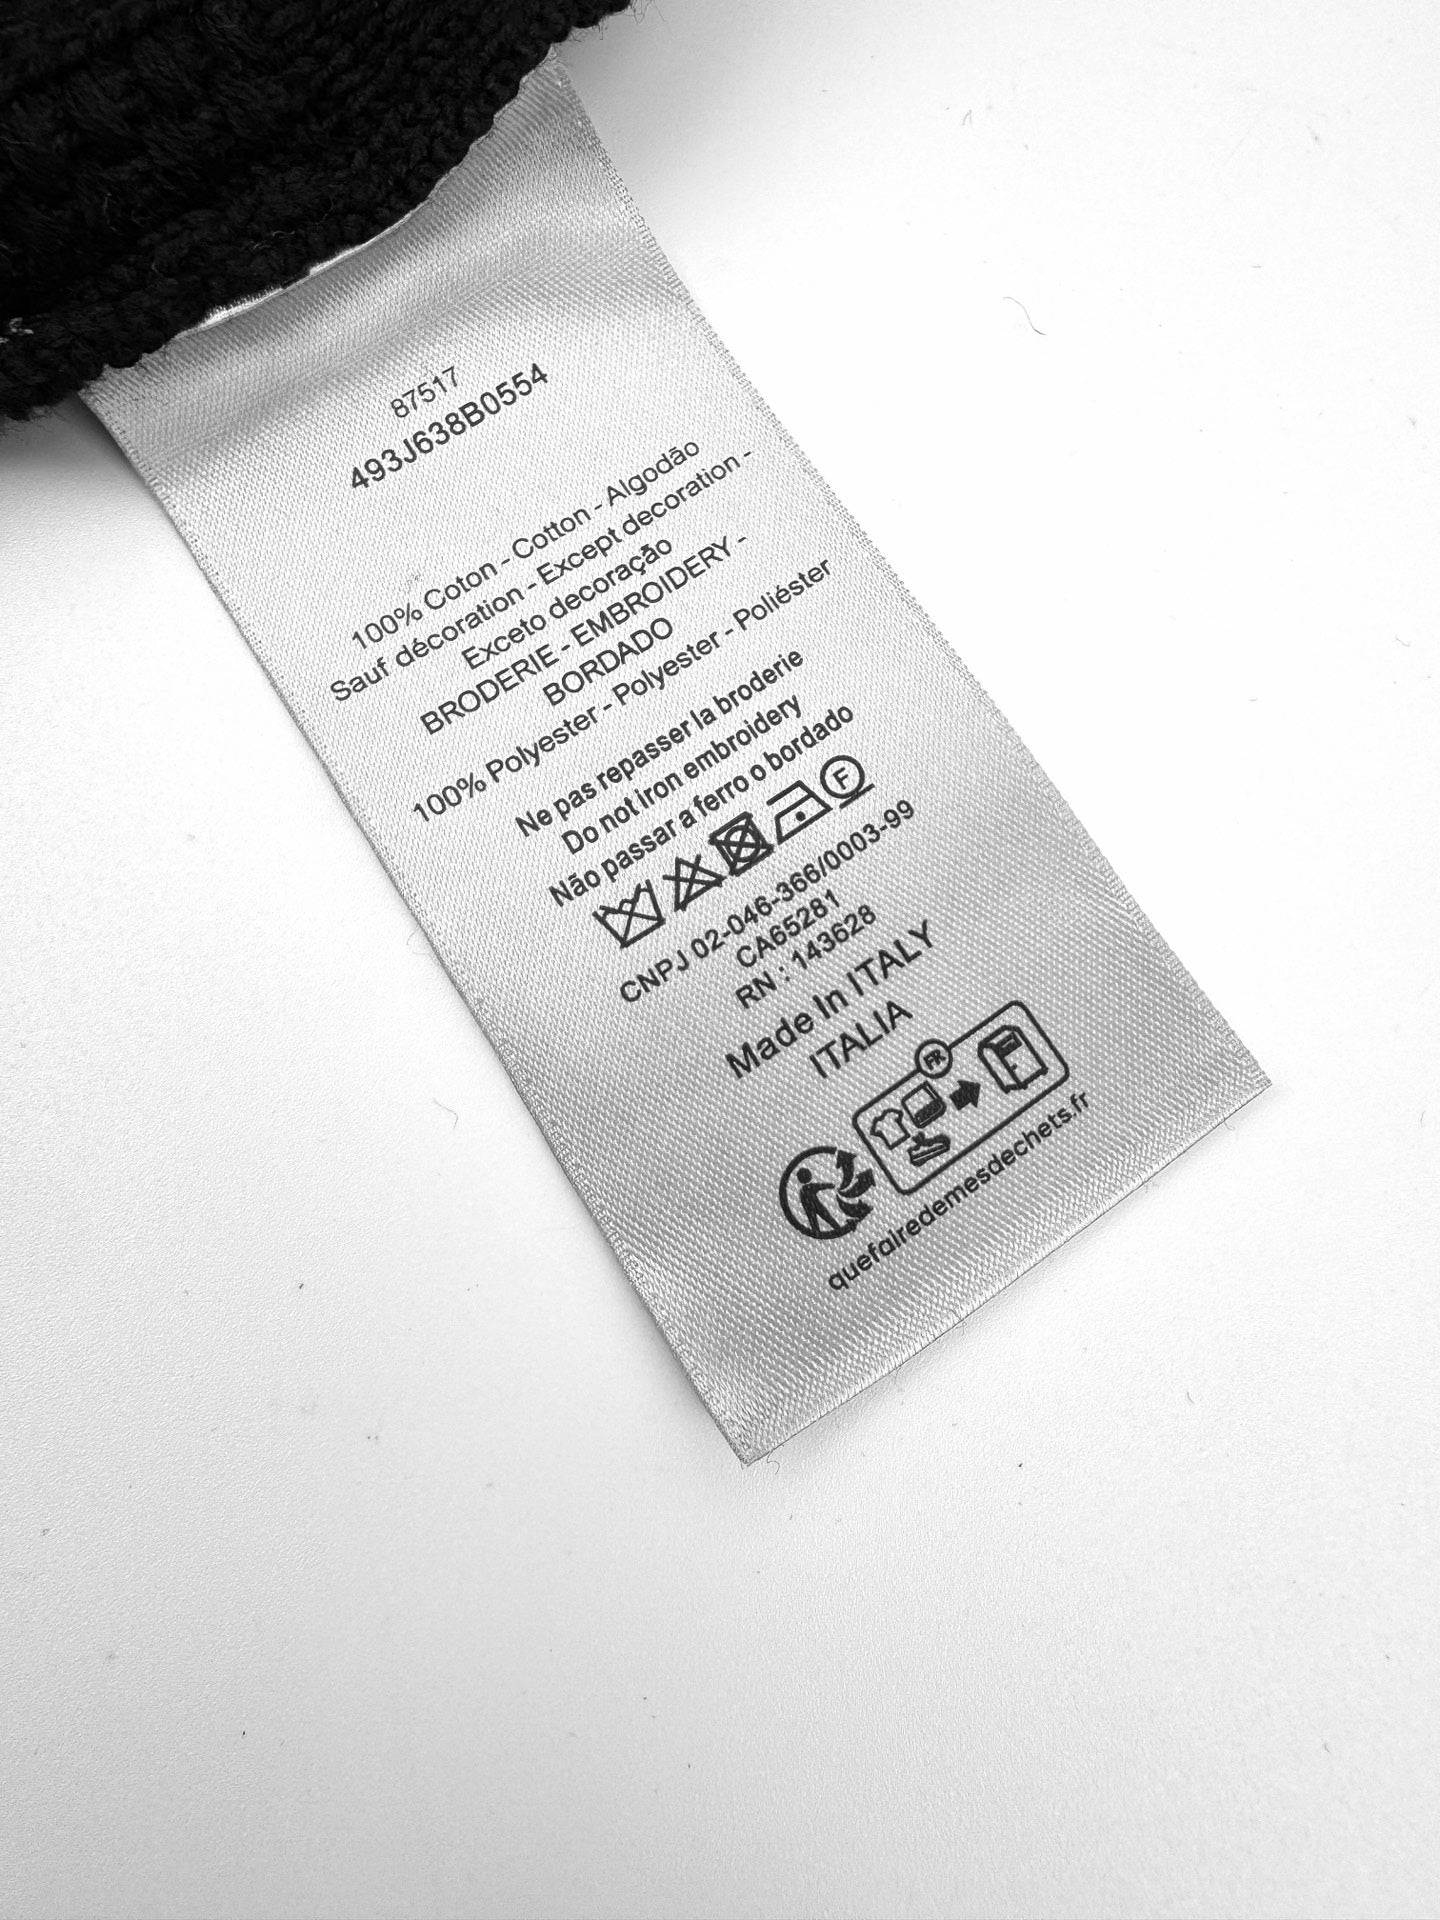 87517
493J638B0554
100% Coton - Cotton - Algodão
Sauf décoration - Except decoration -
Exceto decoração
BRODERIE - EMBROIDERY -
BORDADO
100% Polyester - Polyester - Poliéster
Ne pas repasser la broderie
Do not iron embroidery
Não passar a ferro o bordado
F
CNPJ 02-046-366/0003-99
CA65281
RN : 143628
Made In ITALY
ITALIA
FR
quefairedemesdechets.fr